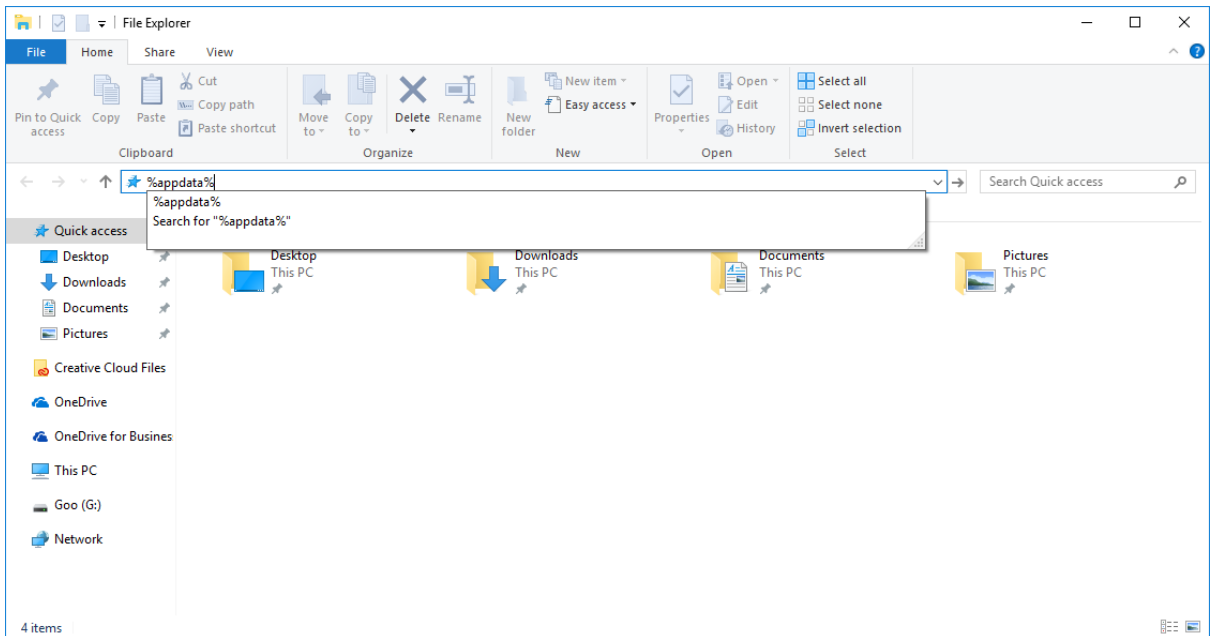 File Explorer
File Home Share View
Pin to Quick access
Copy
Paste
Cut
Copy path
Paste shortcut
Clipboard
Move to
Copy to
Delete
Rename
Organize
New folder
New item
Easy access
New
Properties
Open
Edit
History
Open
Select all
Select none
Invert selection
Select
%appdata%
Search Quick access
%appdata%
Search for "%appdata%"
Quick access
Desktop
Downloads
Documents
Pictures
Creative Cloud Files
OneDrive
OneDrive for Busines
This PC
Goo (G:)
Network
Desktop
This PC
Downloads
This PC
Documents
This PC
Pictures
This PC
4 items